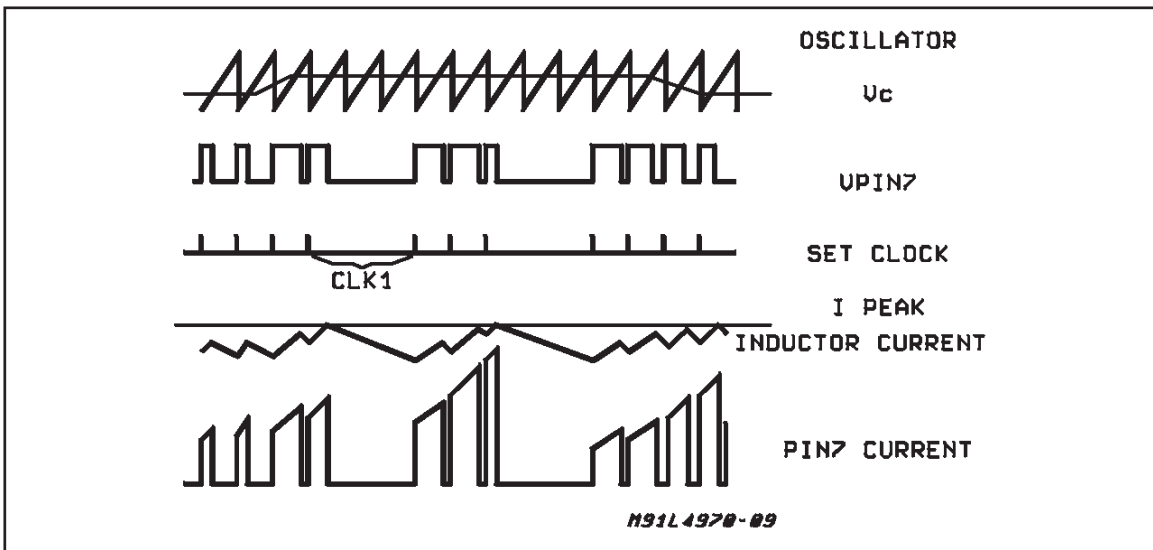 OSCILLATOR
Vc
VPIN7
SET CLOCK
CLK1
I PEAK
INDUCTOR CURRENT
PIN7 CURRENT
M91L4970-09